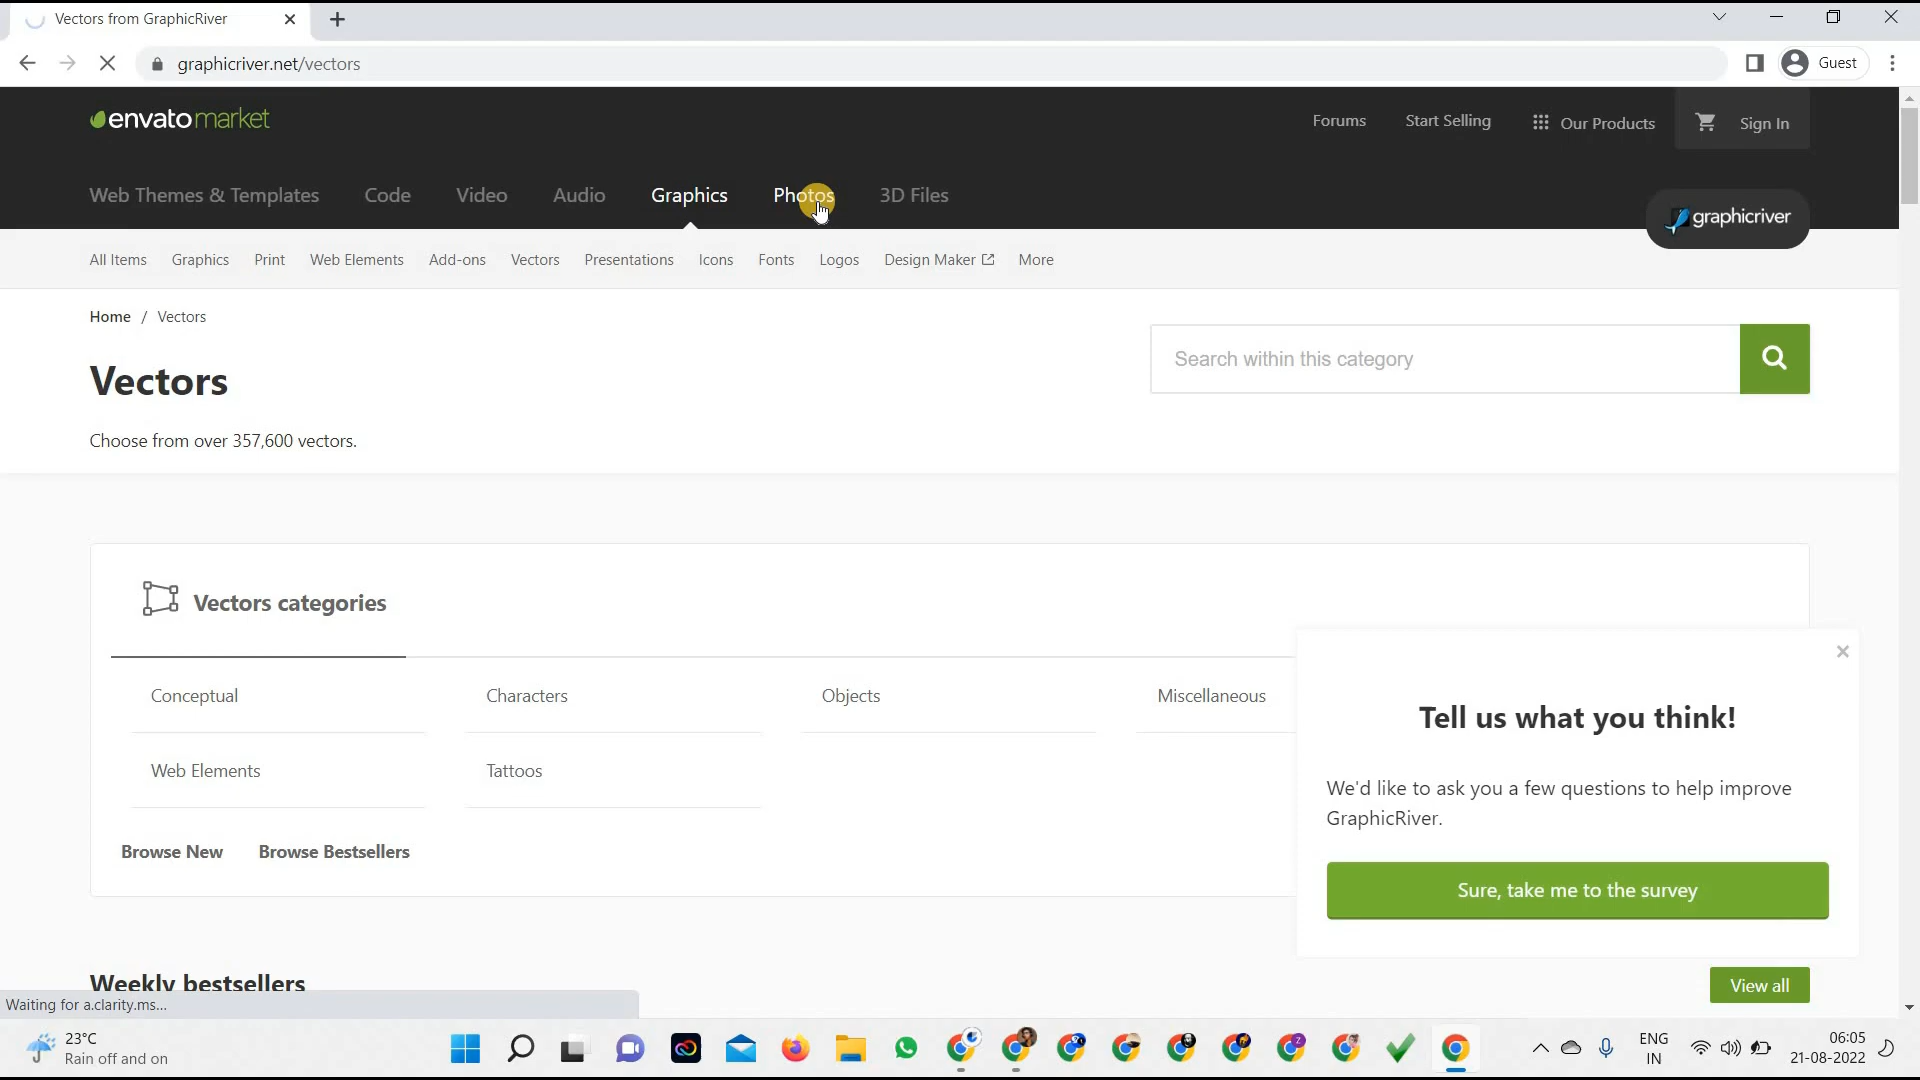 Vectors from GraphicRiver
graphicriver.net/vectors
Guest
envatomarket
Forums
Start Selling
Our Products
Sign In
Web Themes & Templates
Code
Video
Audio
Graphics
Photos
3D Files
graphicriver
All Items
Graphics
Print
Web Elements
Add-ons
Vectors
Presentations
Icons
Fonts
Logos
Design Maker
More
Home / Vectors
Search within this category
Vectors
Choose from over 357,600 vectors.
Vectors categories
Conceptual
Characters
Objects
Miscellaneous
Web Elements
Tattoos
Browse New
Browse Bestsellers
Tell us what you think!
We'd like to ask you a few questions to help improve
GraphicRiver.
Sure, take me to the survey
Weekly bestsellers
View all
Waiting for a.clarity.ms...
23°C
Rain off and on
ENG
IN
06:05
21-08-2022